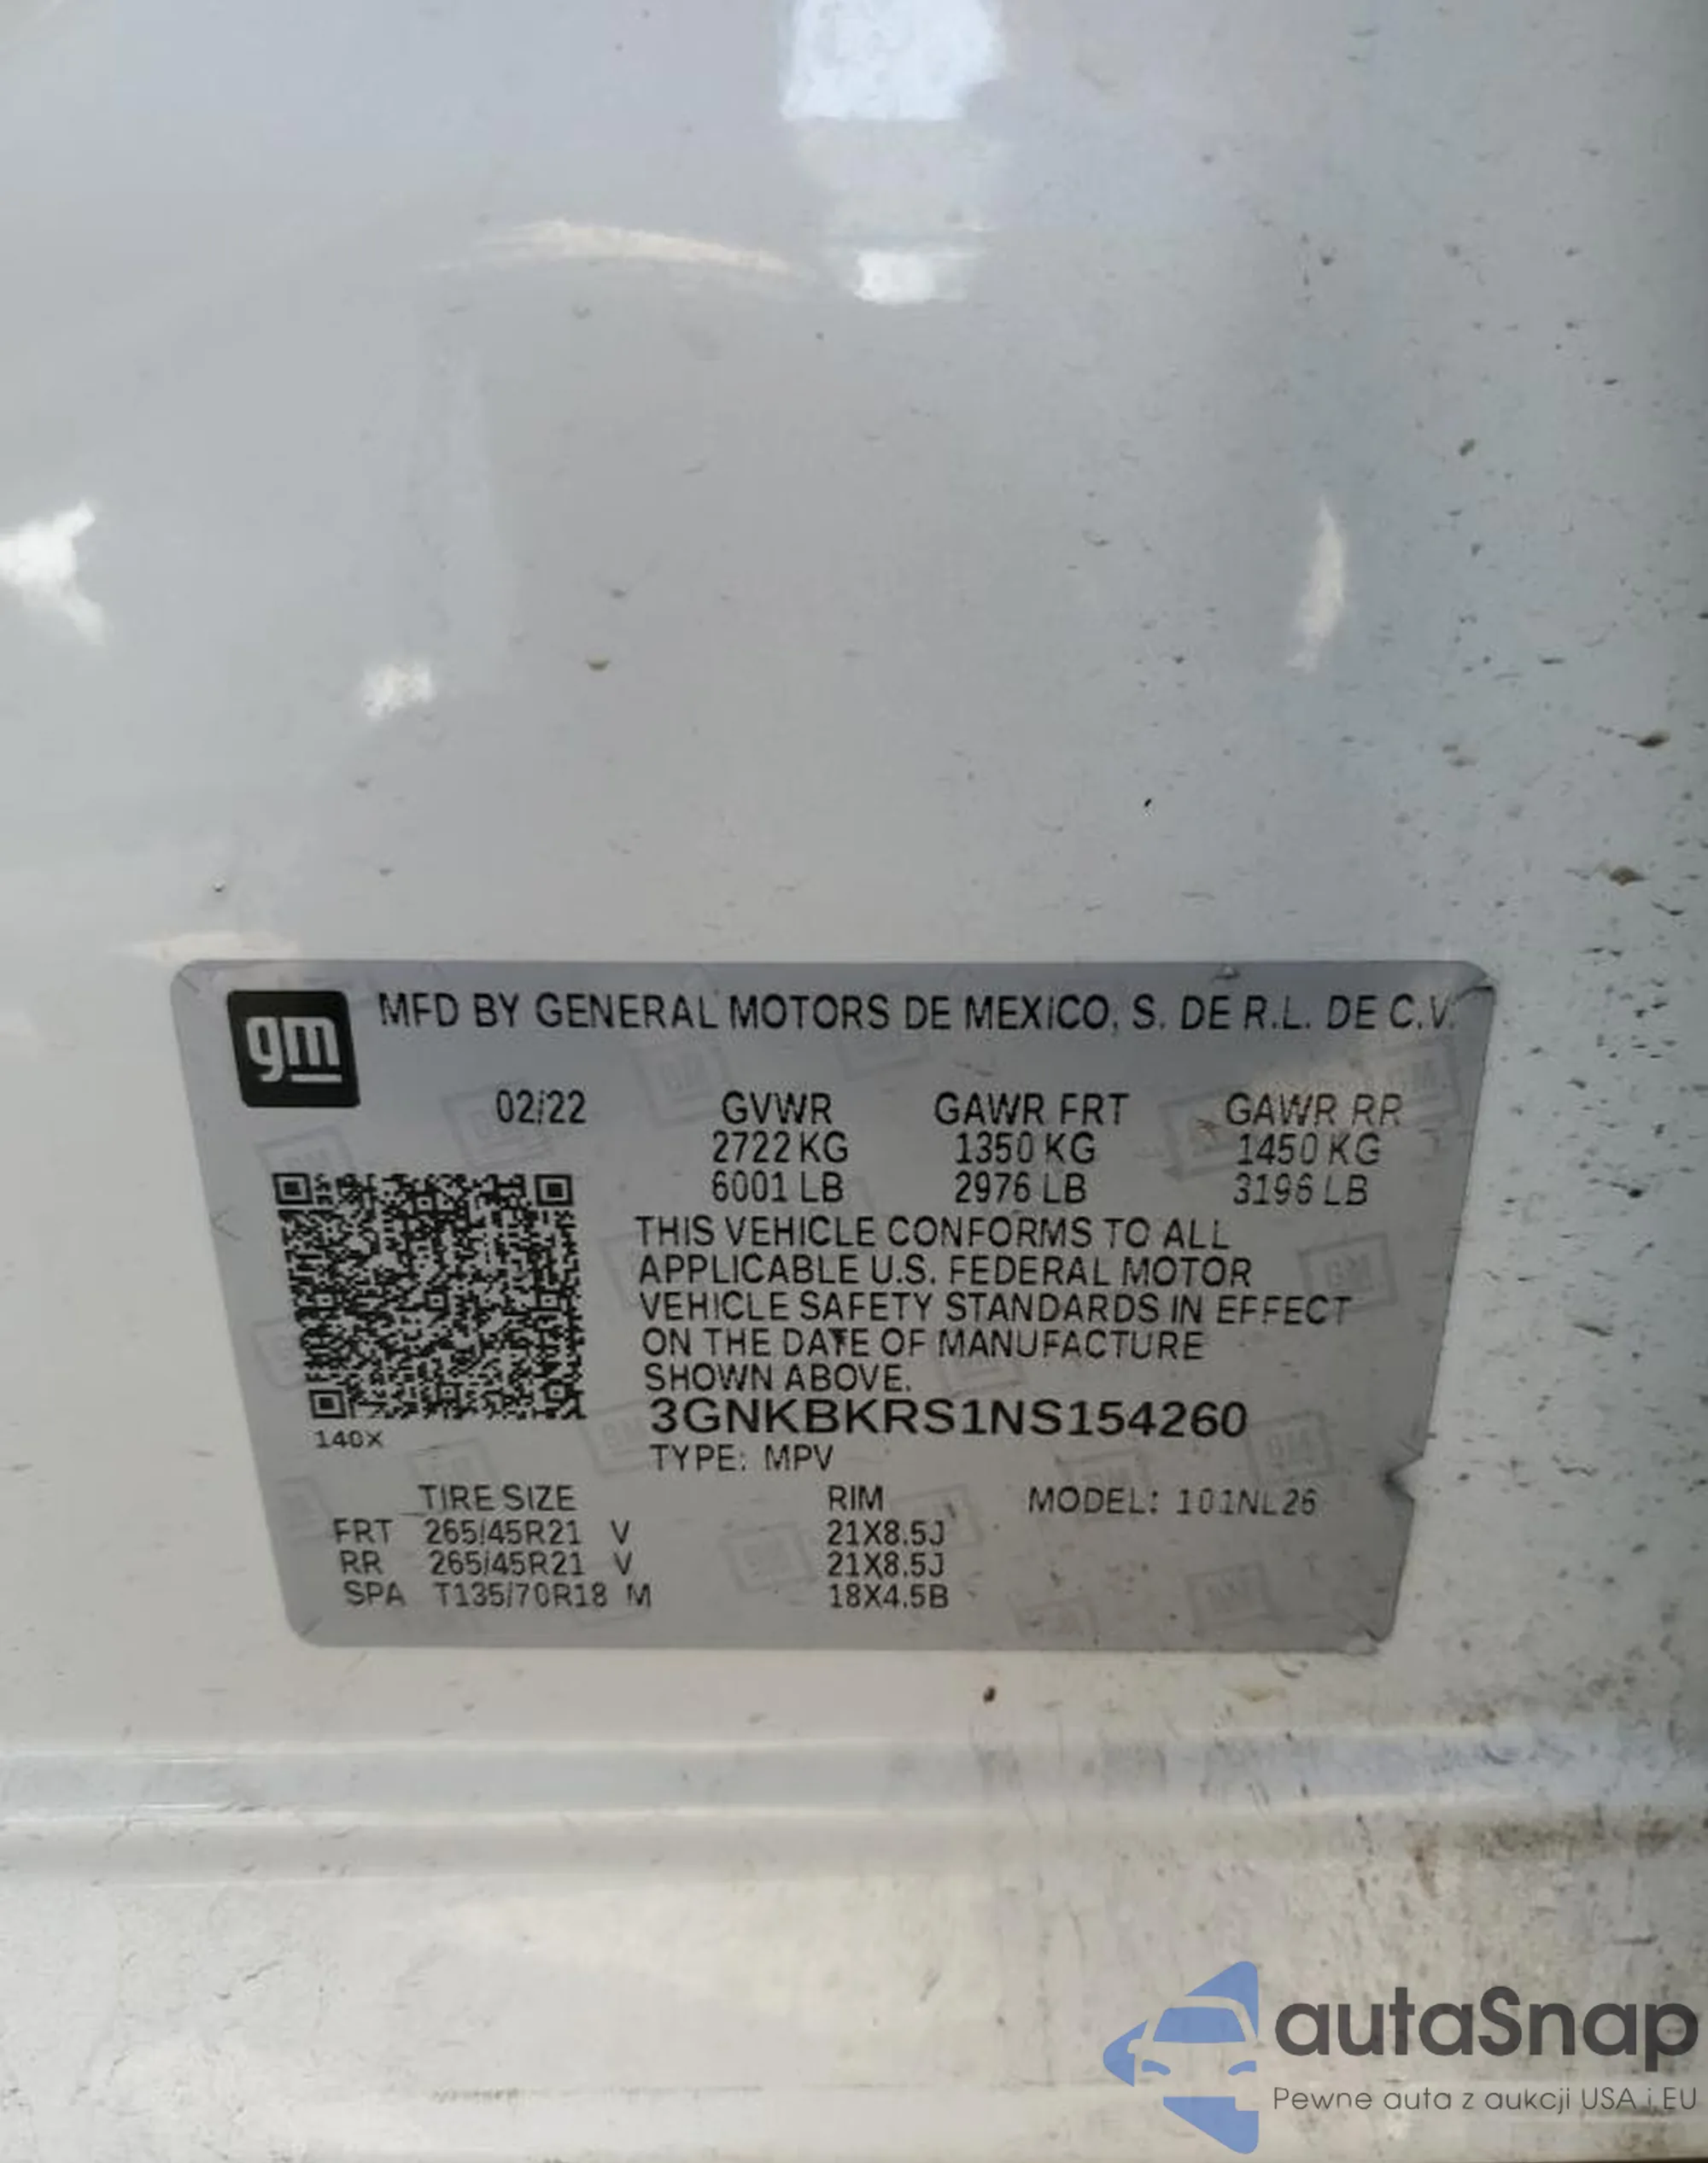 gm
MFD BY GENERAL MOTORS DE MEXICO, S. DE R.L. DE C.V.
02/22 GVWR GAWR FRT GAWR RR
2722 KG 1350 KG 1450 KG
6001 LB 2976 LB 3196 LB
THIS VEHICLE CONFORMS TO ALL
APPLICABLE U.S. FEDERAL MOTOR
VEHICLE SAFETY STANDARDS IN EFFECT
ON THE DATE OF MANUFACTURE
SHOWN ABOVE.
3GNKBKRS1NS154260
140X
TYPE: MPV
TIRE SIZE RIM MODEL: 101NL26
FRT 265/45R21 V 21X8.5J
RR 265/45R21 V 21X8.5J
SPA T135/70R18 M 18X4.5B
autaSnap
Pewne auta z aukcji USA i EU